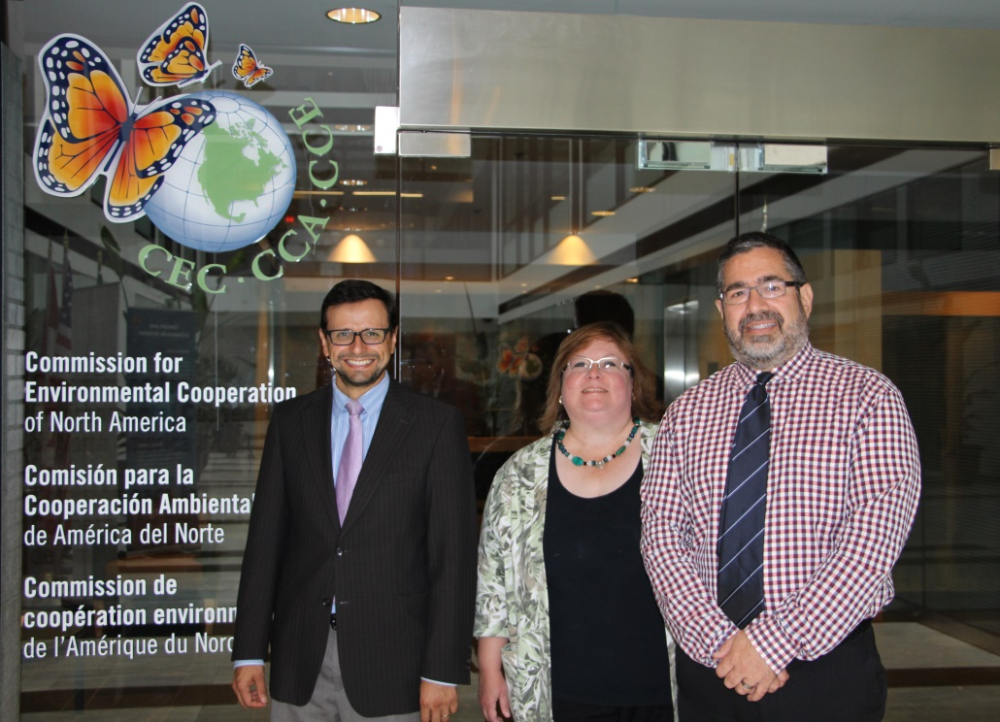 CEC.CCA.CCE
Commission for
Environmental Cooperation
of North America
Comisión para la
Cooperación Ambiental
de América del Norte
Commission de
coopération environn
de l'Amérique du Nord